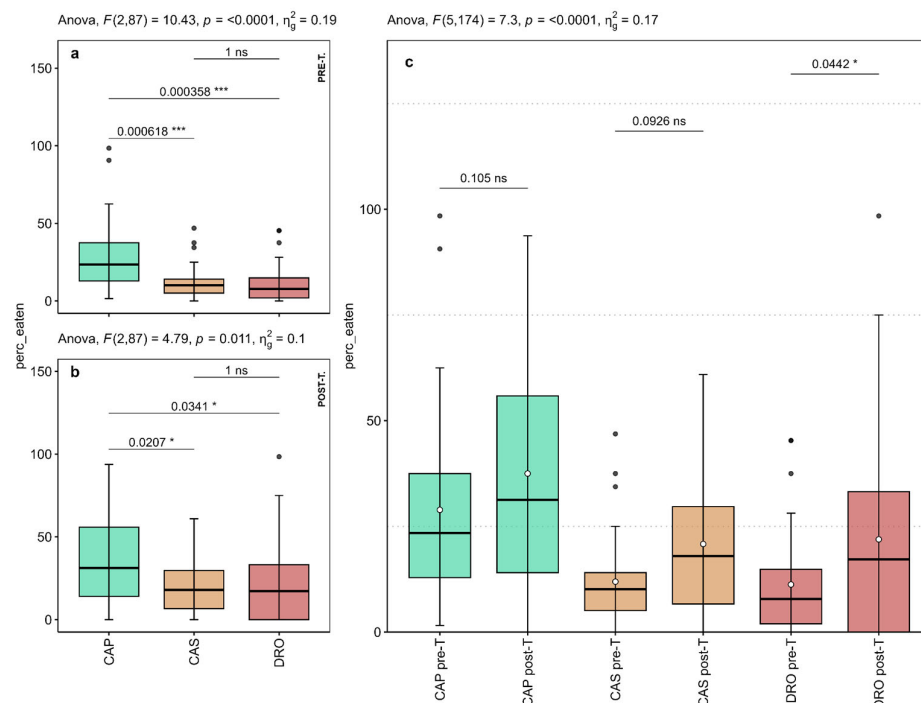 Anova, F(2,87) = 10.43, p = <0.0001, η²g = 0.19
a
PRE-T.
1 ns
0.000358 ***
0.000618 ***
150
100
50
0
perc_eaten
Anova, F(2,87) = 4.79, p = 0.011, η²g = 0.1
b
POST-T.
1 ns
0.0341 *
0.0207 *
150
100
50
0
CAP
CAS
DRO
Anova, F(5,174) = 7.3, p = <0.0001, η²g = 0.17
c
0.0442 *
0.0926 ns
0.105 ns
100
50
0
perc_eaten
CAP pre-T
CAP post-T
CAS pre-T
CAS post-T
DRO pre-T
DRO post-T